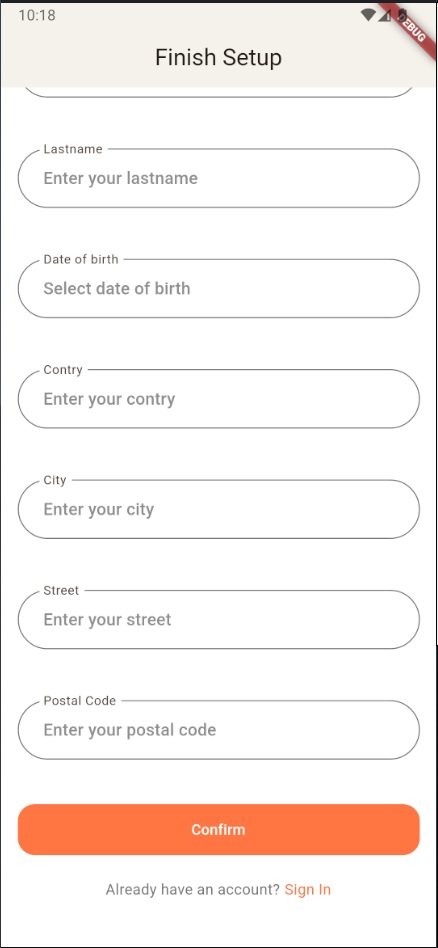 10:18
Finish Setup
Lastname
Enter your lastname
Date of birth
Select date of birth
Contry
Enter your contry
City
Enter your city
Street
Enter your street
Postal Code
Enter your postal code
Confirm
Already have an account? Sign In